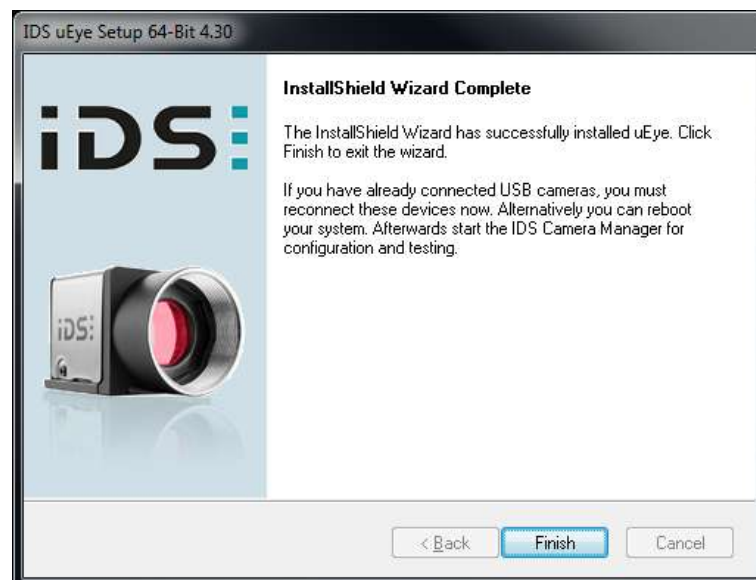 IDS uEye Setup 64-Bit 4.30
iDS:
InstallShield Wizard Complete
The InstallShield Wizard has successfully installed uEye. Click
Finish to exit the wizard.
If you have already connected USB cameras, you must
reconnect these devices now. Alternatively you can reboot
your system. Afterwards start the IDS Camera Manager for
configuration and testing.
iDS:
< Back
Finish
Cancel